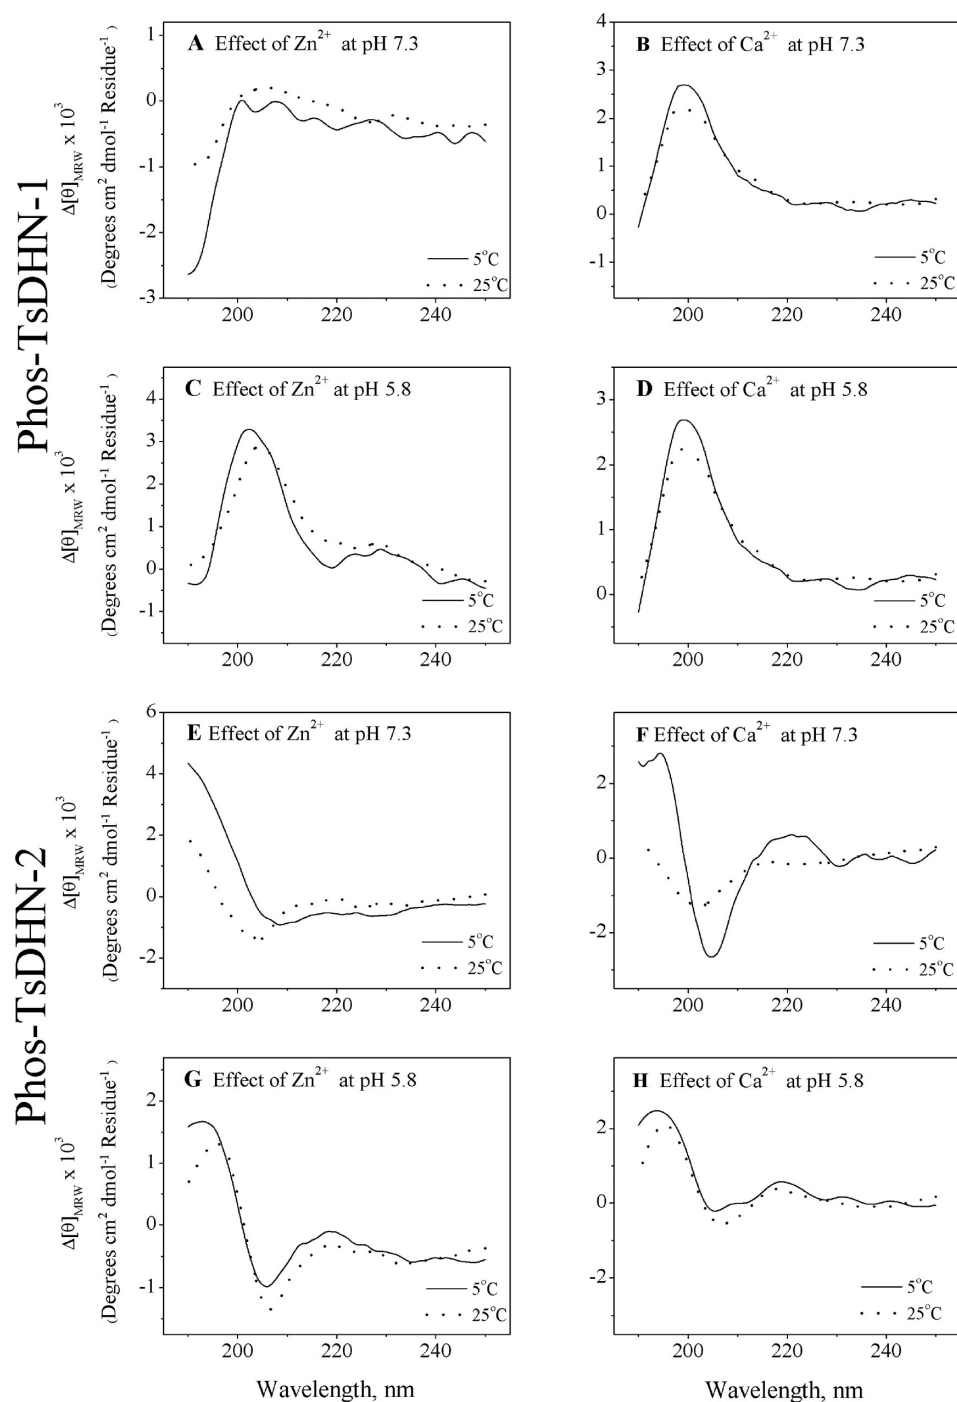 Phos-TsDHN-1
Δ[θ]MRW x 10³
(Degrees cm² dmol⁻¹ Residue⁻¹ )
A Effect of Zn²⁺ at pH 7.3
1
0
-1
-2
-3
200
220
240
5°C
25°C
B Effect of Ca²⁺ at pH 7.3
1
3
2
1
0
-1
200
220
240
5°C
25°C
Δ[θ]MRW x 10³
(Degrees cm² dmol⁻¹ Residue⁻¹ )
C Effect of Zn²⁺ at pH 5.8
4
3
2
1
0
-1
200
220
240
5°C
25°C
D Effect of Ca²⁺ at pH 5.8
3
2
1
0
200
220
240
5°C
25°C
Phos-TsDHN-2
Δ[θ]MRW x 10³
(Degrees cm² dmol⁻¹ Residue⁻¹ )
E Effect of Zn²⁺ at pH 7.3
6
4
2
0
-2
200
220
240
5°C
25°C
F Effect of Ca²⁺ at pH 7.3
2
0
-2
200
220
240
5°C
25°C
Δ[θ]MRW x 10³
(Degrees cm² dmol⁻¹ Residue⁻¹ )
G Effect of Zn²⁺ at pH 5.8
2
1
0
-1
200
220
240
5°C
25°C
Wavelength, nm
H Effect of Ca²⁺ at pH 5.8
2
0
-2
200
220
240
5°C
25°C
Wavelength, nm